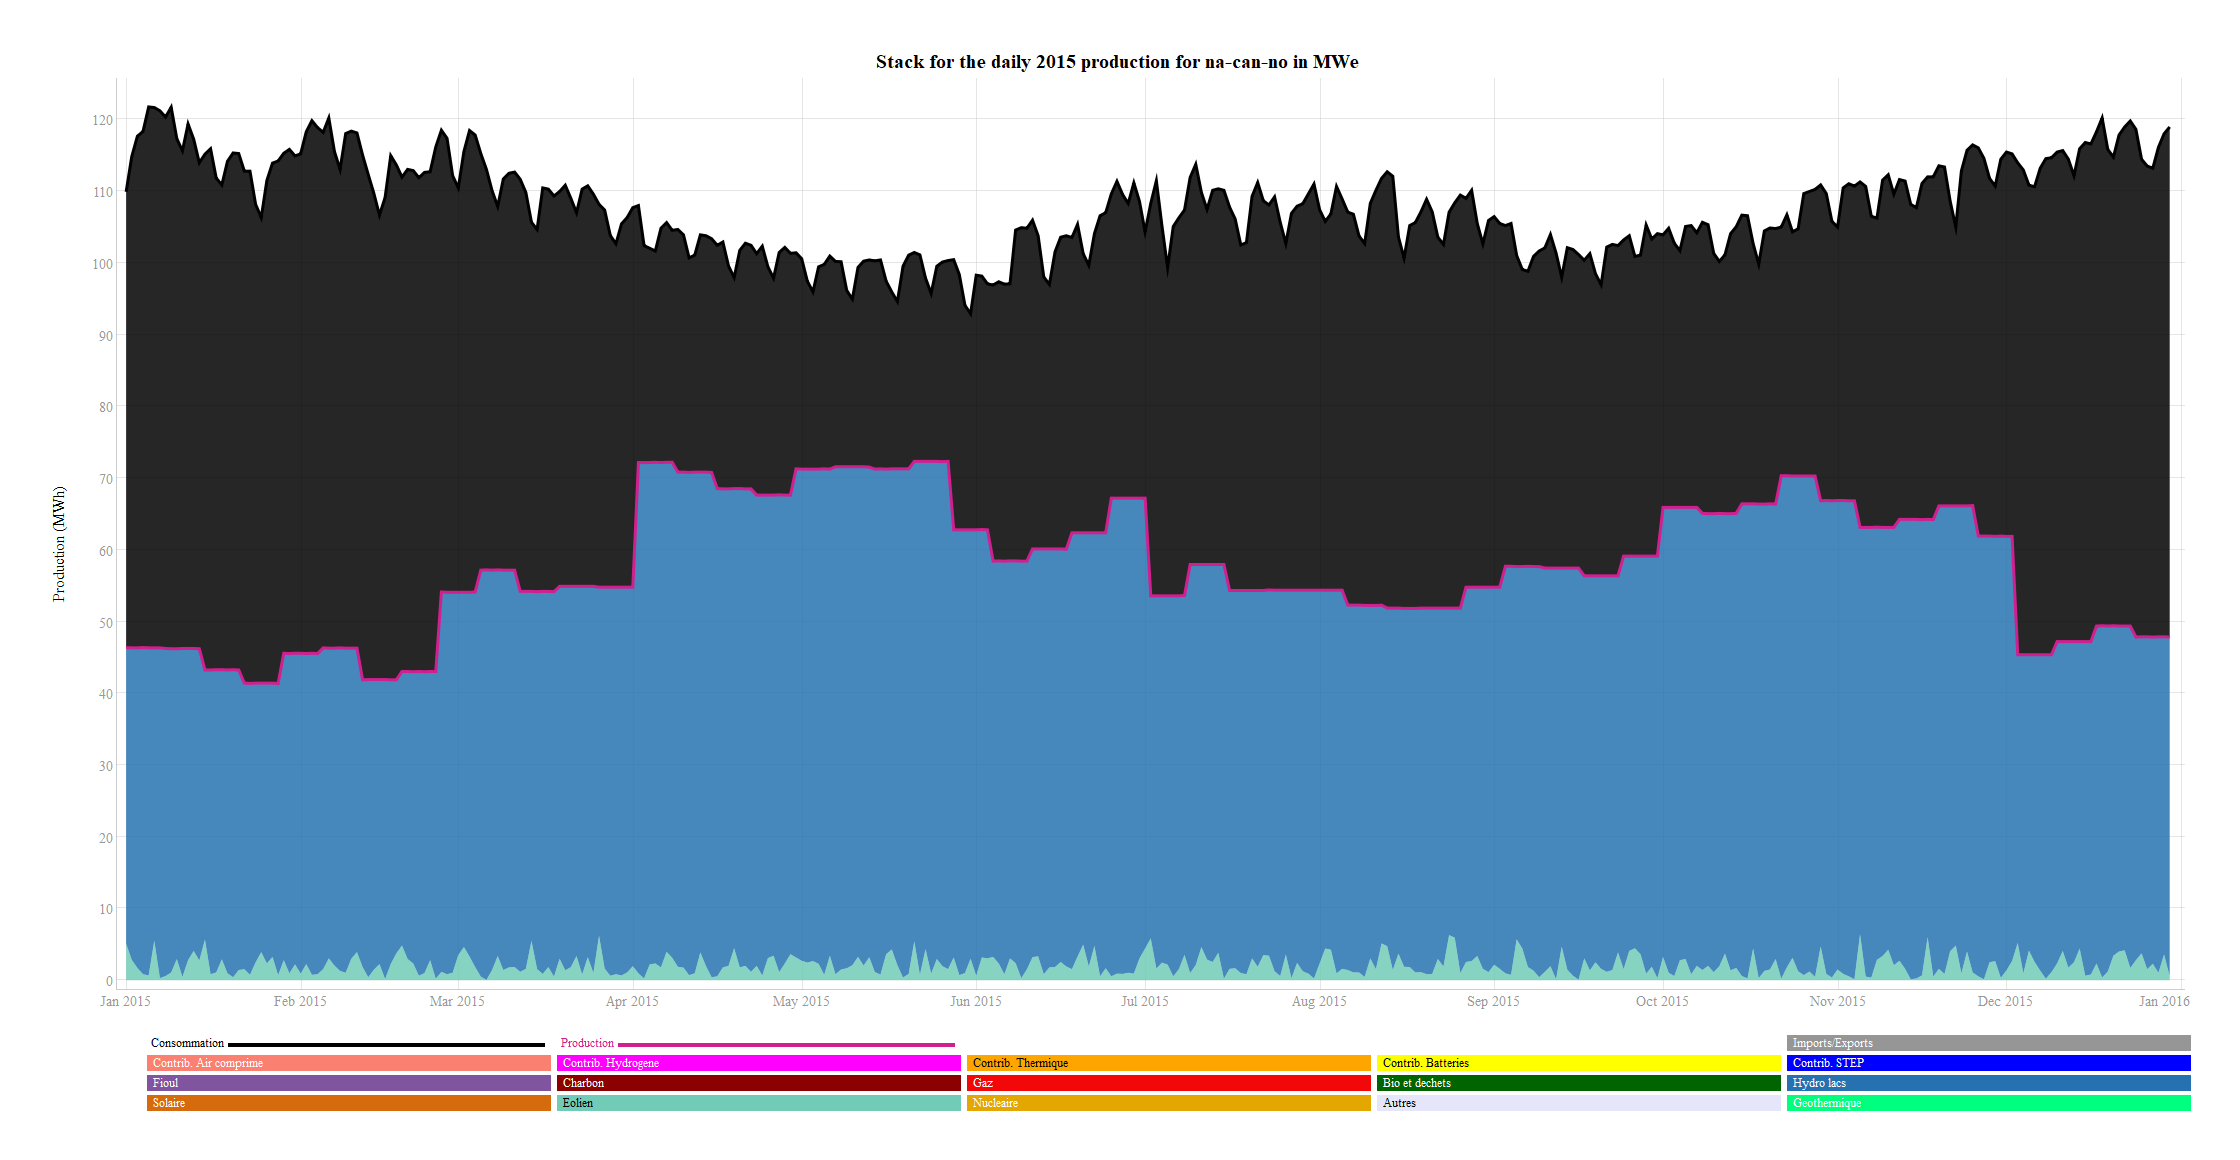 Stack for the daily 2015 production for na-can-no in MWe
Production (MWh)
120
110
100
90
80
70
60
50
40
30
20
10
0
Jan 2015 Feb 2015 Mar 2015 Apr 2015 May 2015 Jun 2015 Jul 2015 Aug 2015 Sep 2015 Oct 2015 Nov 2015 Dec 2015 Jan 2016
Consommation Production Imports/Exports
Contrib. Air comprime Contrib. Hydrogene Contrib. Thermique Contrib. Batteries Contrib. STEP
Fioul Charbon Gaz Bio et dechets Hydro lacs
Solaire Eolien Nucleaire Autres Geothermique